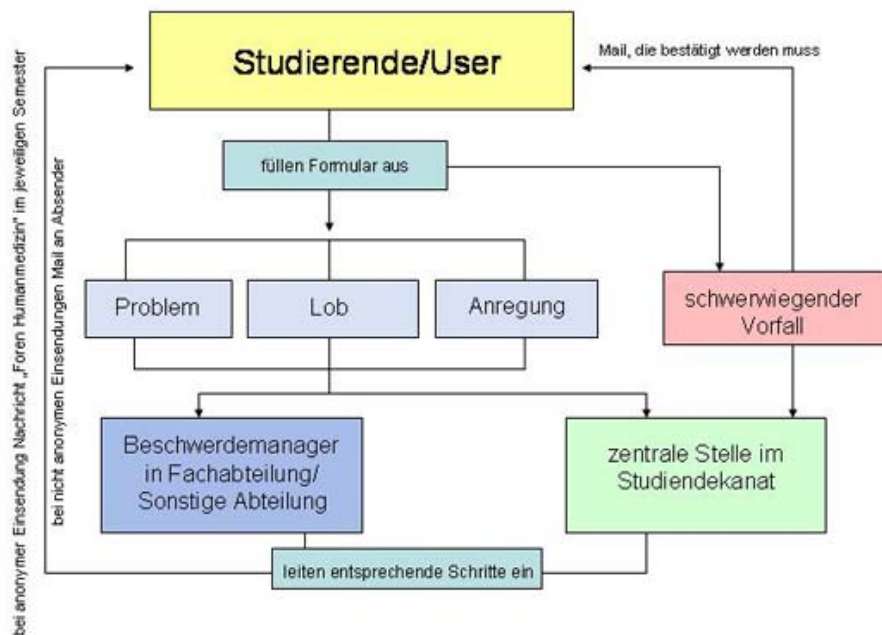 Studierende/User
Mail, die bestätigt werden muss
füllen Formular aus
Problem
Lob
Anregung
schwerwiegender
Vorfall
Beschwerdemanager
in Fachabteilung/
Sonstige Abteilung
zentrale Stelle im
Studiendekanat
leiten entsprechende Schritte ein
bei anonymer Einsendung Nachricht „Foren Humanmedizin" im jeweiligen Semester
bei nicht anonymen Einsendungen Mail an Absender